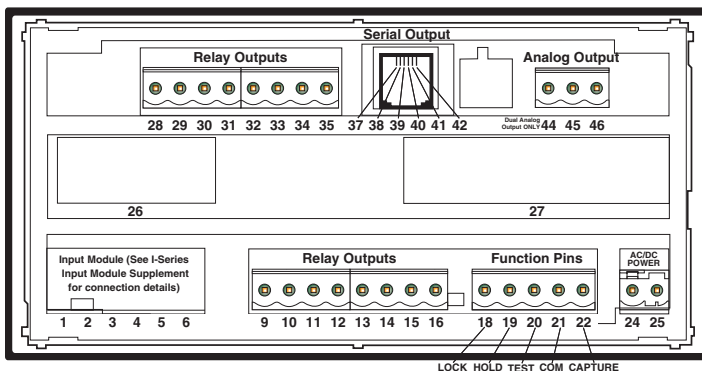 Serial Output
Relay Outputs
Analog Output
28 29 30 31 32 33 34 35
37 38 39 40 41 42
Dual Analog
Output ONLY
44 45 46
26
27
Input Module (See I-Series
Input Module Supplement
for connection details)
Relay Outputs
Function Pins
AC/DC
POWER
1 2 3 4 5 6
9 10 11 12 13 14 15 16
18 19 20 21 22
24 25
LOCK HOLD TEST COM CAPTURE